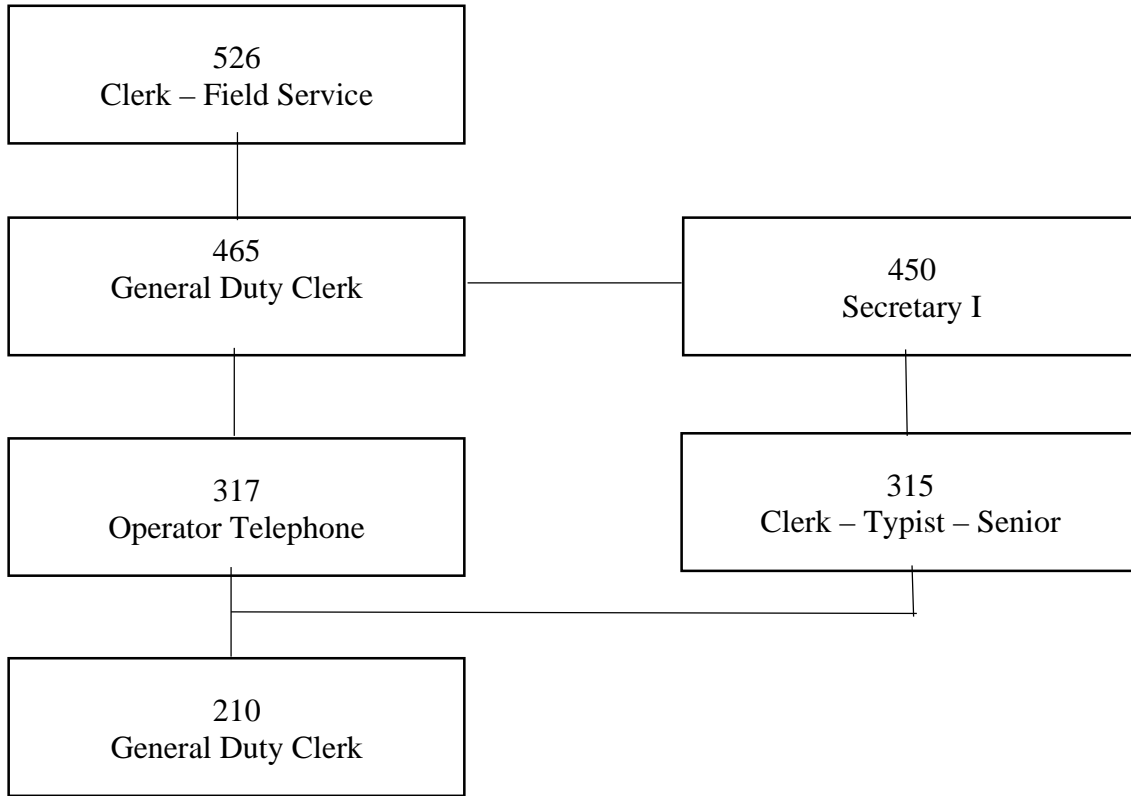 526
Clerk – Field Service
465
General Duty Clerk
450
Secretary I
317
Operator Telephone
315
Clerk – Typist – Senior
210
General Duty Clerk